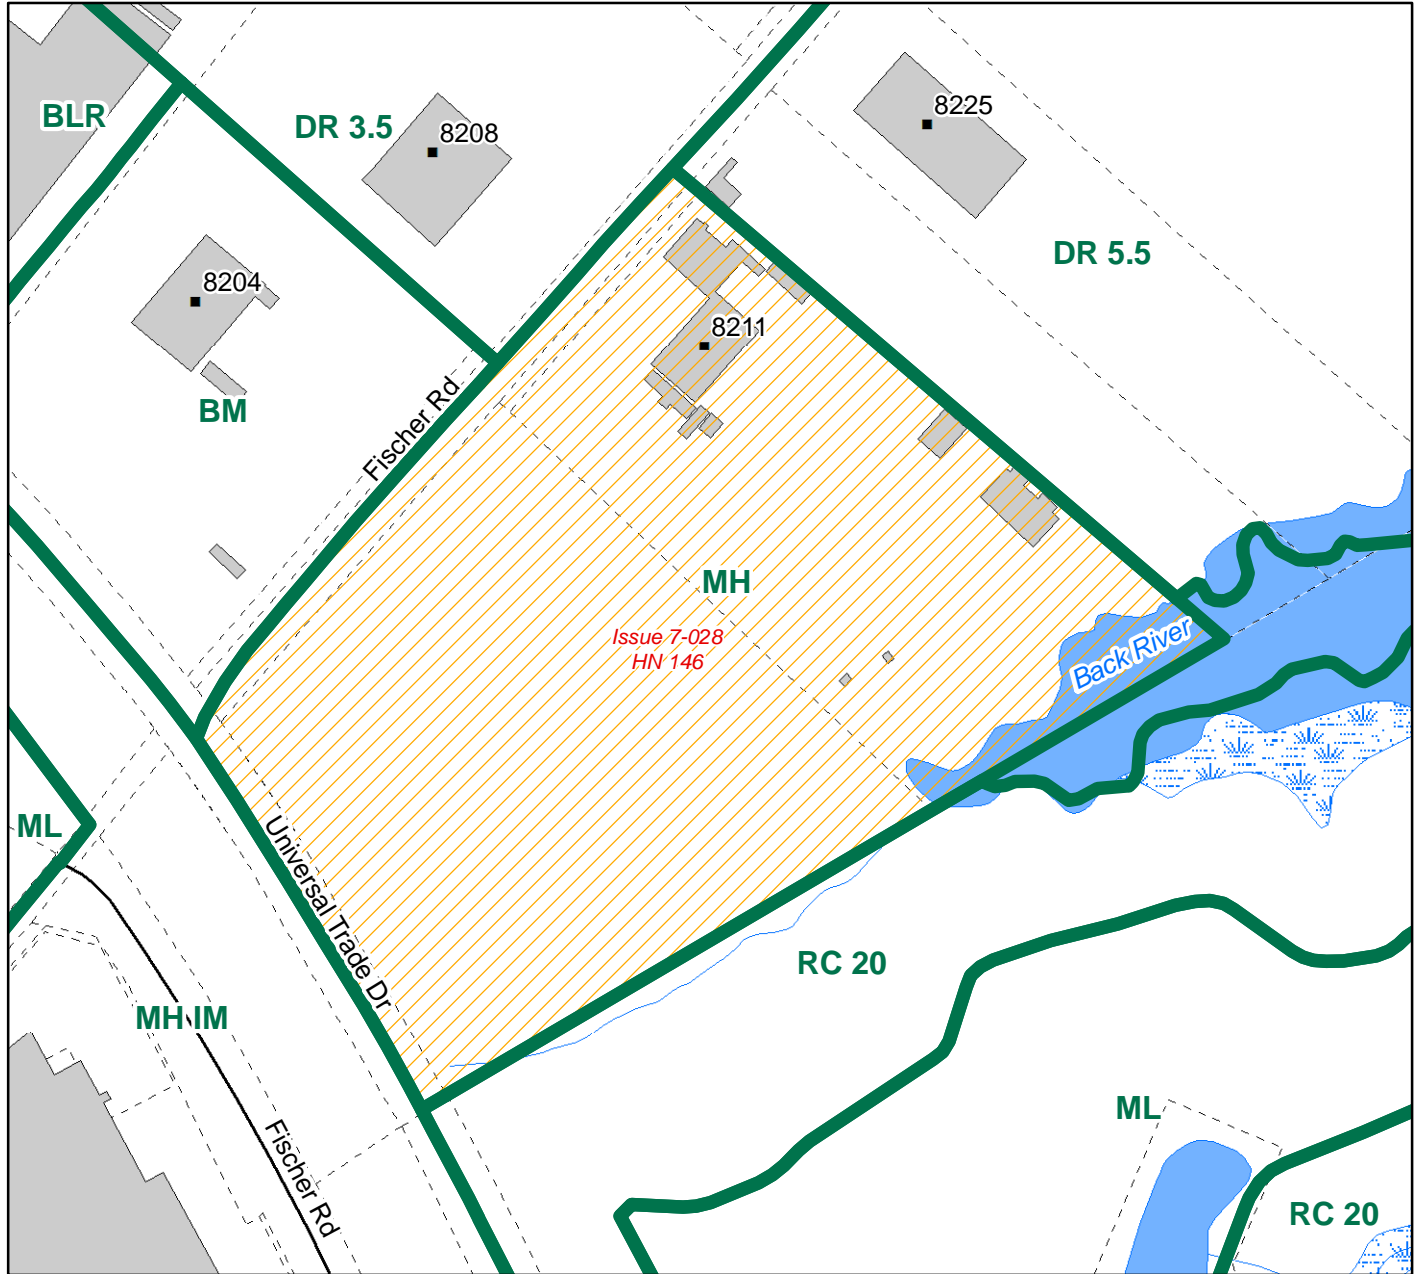 8225
BLR
DR 3.5
8208
DR 5.5
8204
8211
BM
Fischer Rd
MH
Issue 7-028
HN 146
Back River
ML
Universal Trade Dr
RC 20
MH IM
ML
Fischer Rd
RC 20